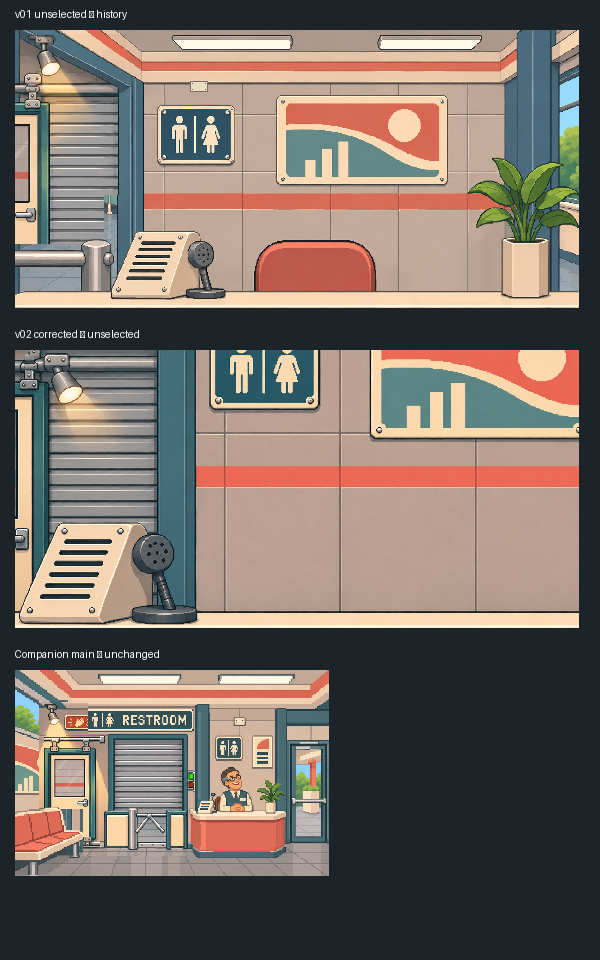 v01 unselected □ history
v02 corrected □ unselected
Companion main □ unchanged
RESTROOM